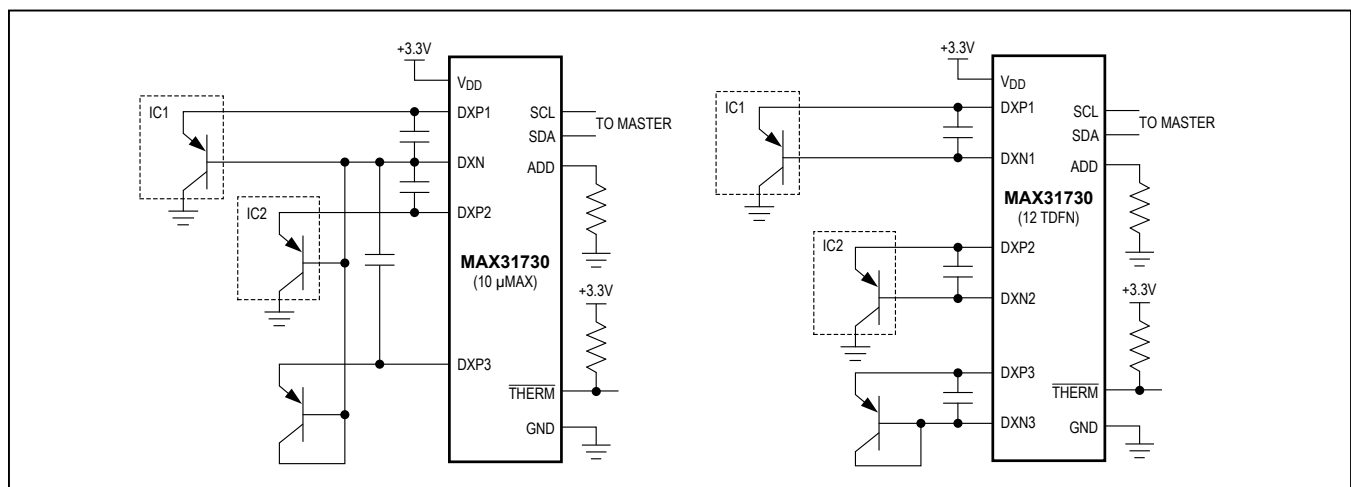 +3.3V
VDD
IC1
DXP1
SCL
TO MASTER
SDA
DXN
ADD
IC2
DXP2
MAX31730
(10 µMAX)
+3.3V
DXP3
THERM
GND
+3.3V
VDD
IC1
DXP1
SCL
TO MASTER
SDA
DXN1
ADD
MAX31730
(12 TDFN)
IC2
DXP2
DXN2
+3.3V
DXP3
THERM
DXN3
GND